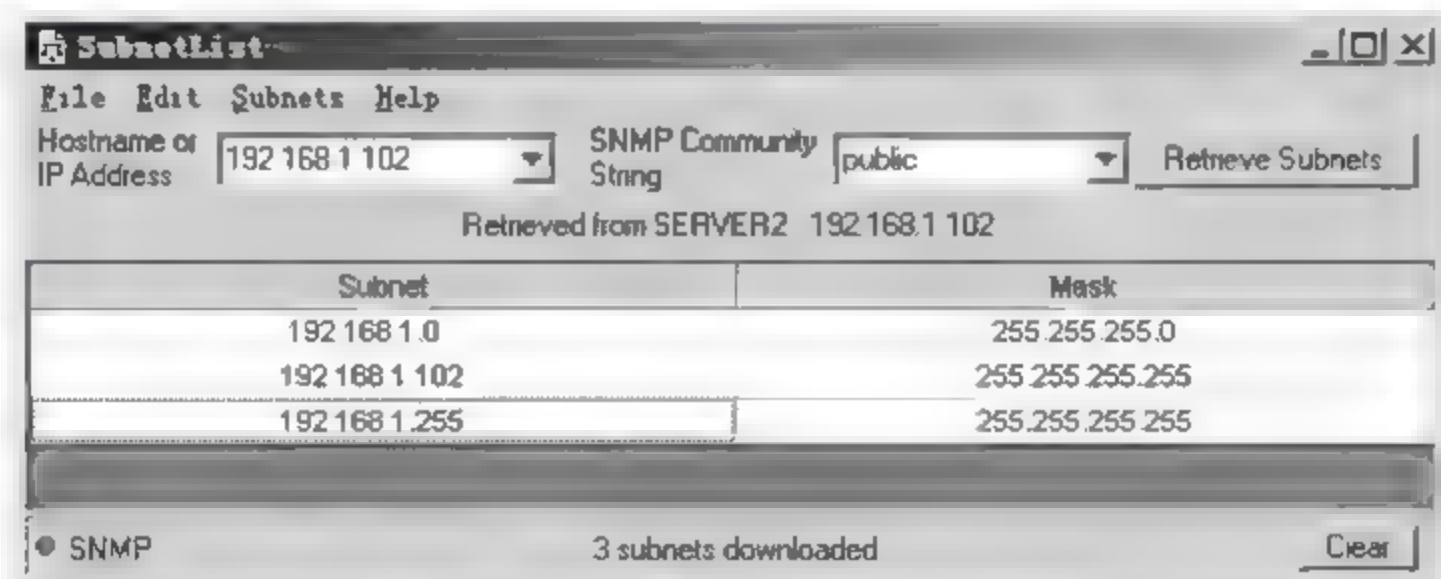 SubnetList
File Edit Subnets Help
Hostname or IP Address 192 168 1 102 SNMP Community String public Retrieve Subnets
Retrieved from SERVER2 192 168.1 102
Subnet Mask
192 168 1.0 255.255.255.0
192 168 1 102 255 255 255.255
192 168 1.255 255.255.255 255
SNMP 3 subnets downloaded Clear